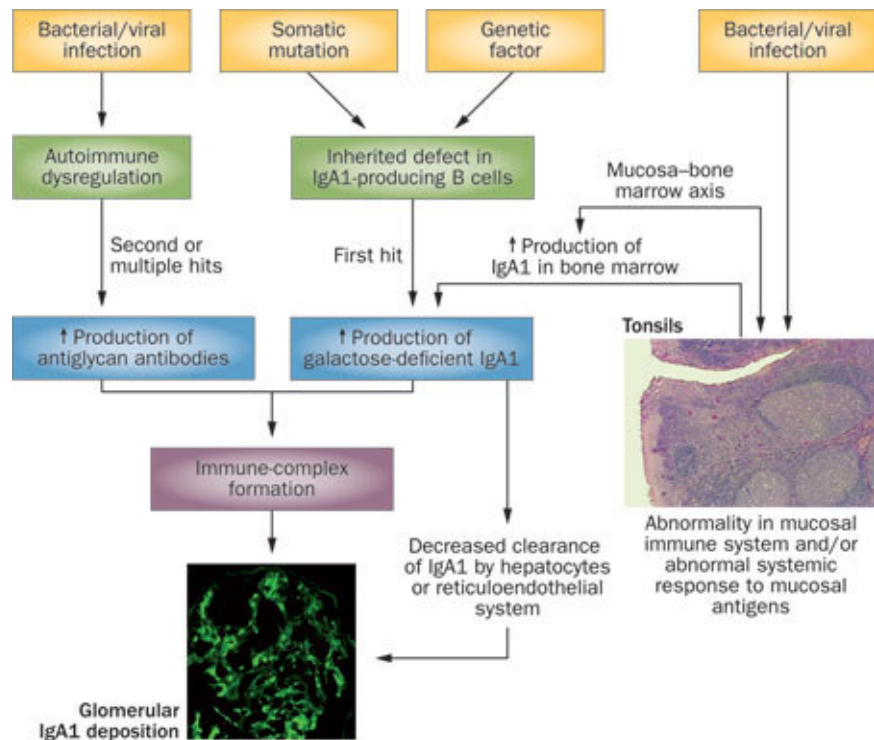 Bacterial/viral
infection
Somatic
mutation
Genetic
factor
Bacterial/viral
infection
Autoimmune
dysregulation
Inherited defect in
IgA1-producing B cells
Mucosa–bone
marrow axis
Second or
multiple hits
First hit
↑ Production of
IgA1 in bone marrow
↑ Production of
antiglycan antibodies
↑ Production of
galactose-deficient IgA1
Tonsils
Immune-complex
formation
Decreased clearance
of IgA1 by hepatocytes
or reticuloendothelial
system
Abnormality in mucosal
immune system and/or
abnormal systemic
response to mucosal
antigens
Glomerular
IgA1 deposition